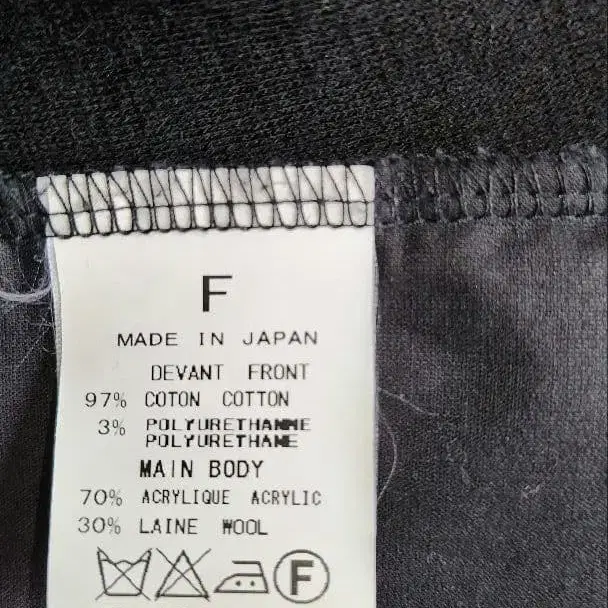 F
MADE IN JAPAN
DEVANT FRONT
97% COTON COTTON
3% POLYURETHANNE
POLYURETHANE
MAIN BODY
70% ACRYLIQUE ACRYLIC
30% LAINE WOOL
F